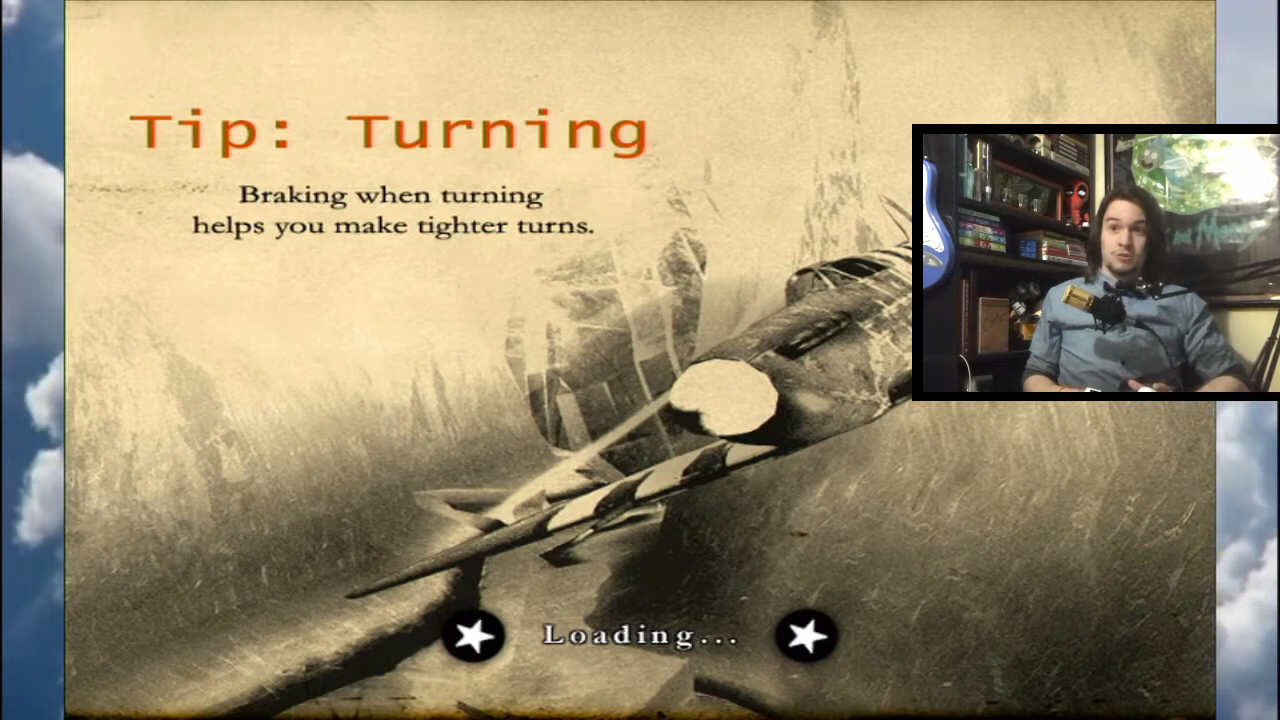 Tip: Turning
Braking when turning
helps you make tighter turns.
Loading...